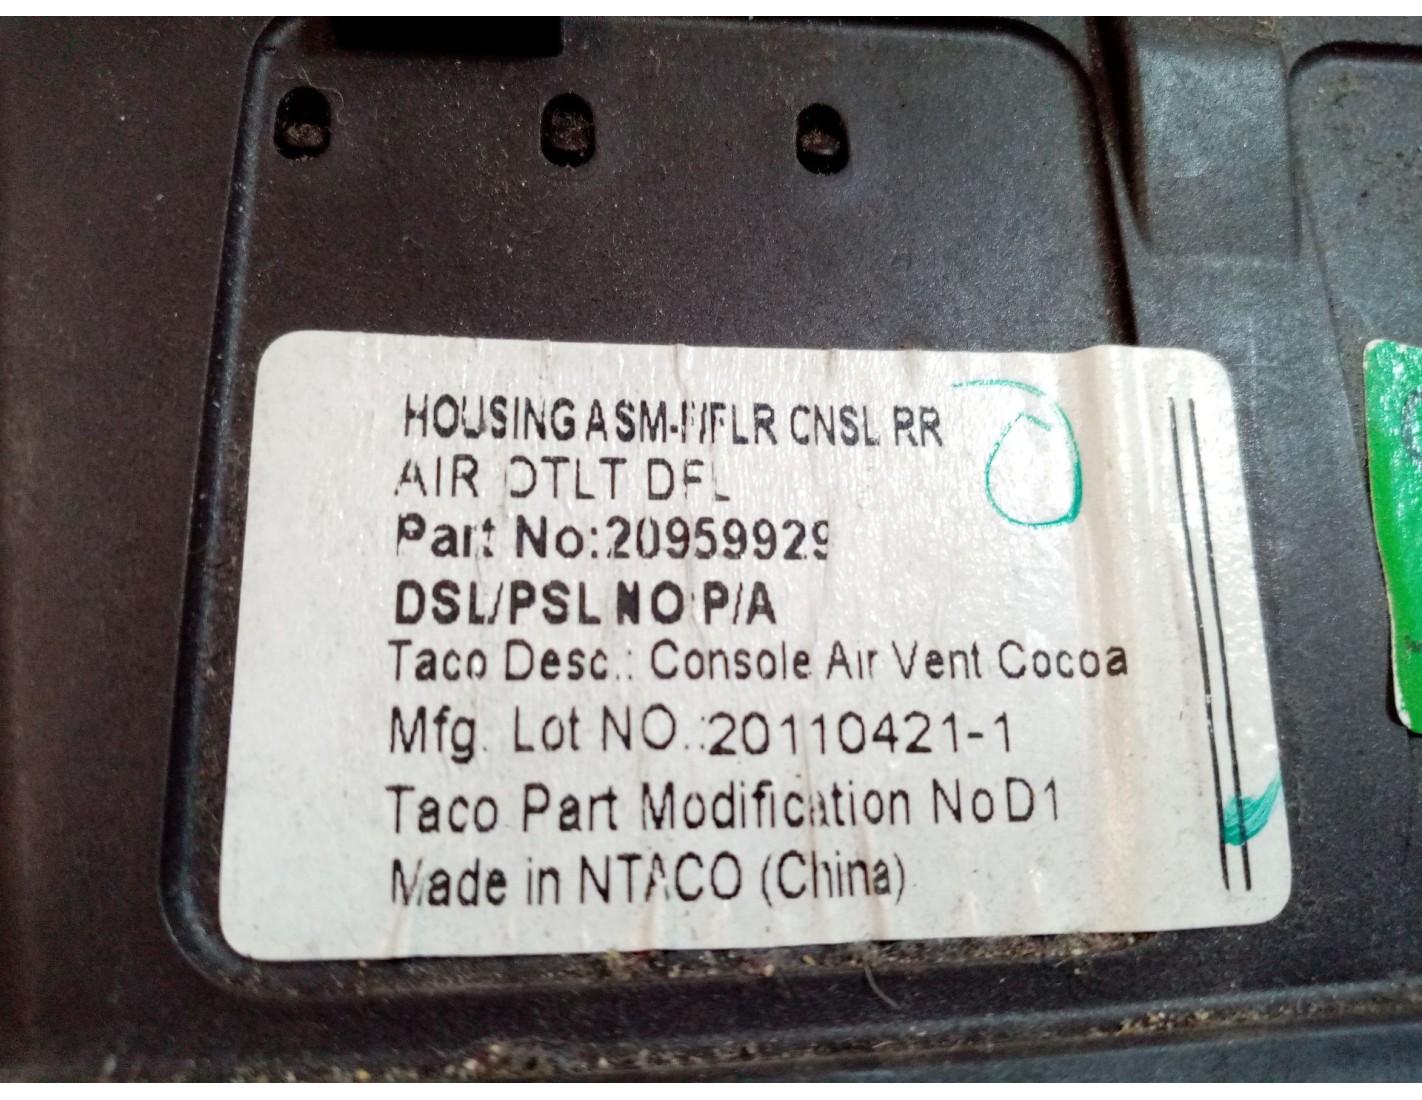 HOUSING ASM-F/FLR CNSL RR
AIR OTLT DFL
Part No:20959929
DSL/PSL NO P/A
Taco Desc.: Console Air Vent Cocoa
Mfg. Lot NO.:20110421-1
Taco Part Modification No D1
Made in NTACO (China)